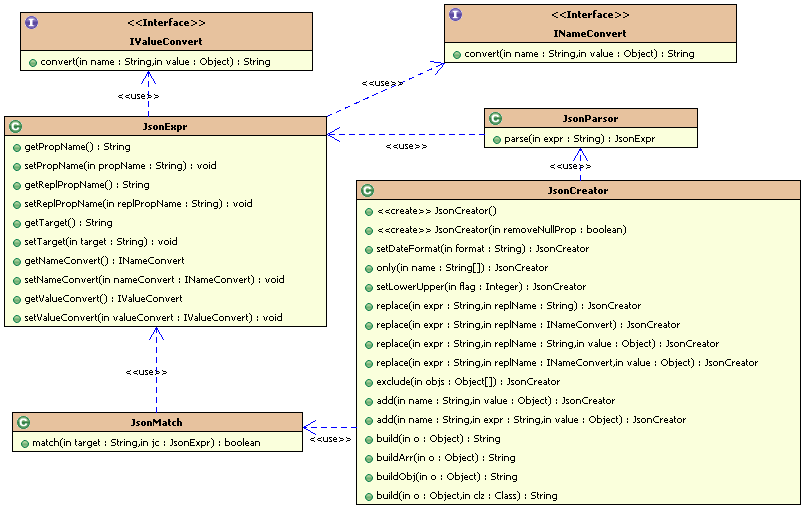 <<Interface>>
IValueConvert
convert(in name : String,in value : Object) : String
<<Interface>>
INameConvert
convert(in name : String,in value : Object) : String
<<use>>
<<use>>
JsonExpr
getPropName() : String
setPropName(in propName : String) : void
getReplPropName() : String
setReplPropName(in replPropName : String) : void
getTarget() : String
setTarget(in target : String) : void
getNameConvert() : INameConvert
setNameConvert(in nameConvert : INameConvert) : void
getValueConvert() : IValueConvert
setValueConvert(in valueConvert : IValueConvert) : void
JsonParsor
parse(in expr : String) : JsonExpr
<<use>>
<<use>>
JsonCreator
<<create>> JsonCreator()
<<create>> JsonCreator(in removeNullProp : boolean)
setDateFormat(in format : String) : JsonCreator
only(in name : String[]) : JsonCreator
setLowerUpper(in flag : Integer) : JsonCreator
replace(in expr : String,in replName : String) : JsonCreator
replace(in expr : String,in replName : INameConvert) : JsonCreator
replace(in expr : String,in replName : String,in value : Object) : JsonCreator
replace(in expr : String,in replName : INameConvert,in value : Object) : JsonCreator
exclude(in objs : Object[]) : JsonCreator
add(in name : String,in value : Object) : JsonCreator
add(in name : String,in expr : String,in value : Object) : JsonCreator
build(in o : Object) : String
buildArr(in o : Object) : String
buildObj(in o : Object) : String
build(in o : Object,in clz : Class) : String
<<use>>
JsonMatch
match(in target : String,in jc : JsonExpr) : boolean
<<use>>